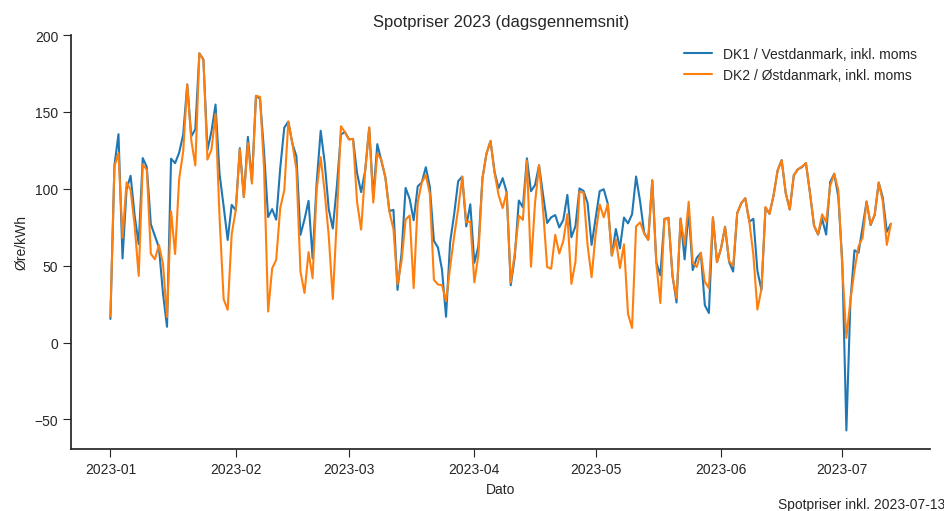 Spotpriser 2023 (dagsgennemsnit)
DK1 / Vestdanmark, inkl. moms
DK2 / Østdanmark, inkl. moms
Øre/kWh
200
150
100
50
0
−50
2023-01 2023-02 2023-03 2023-04 2023-05 2023-06 2023-07
Dato
Spotpriser inkl. 2023-07-13